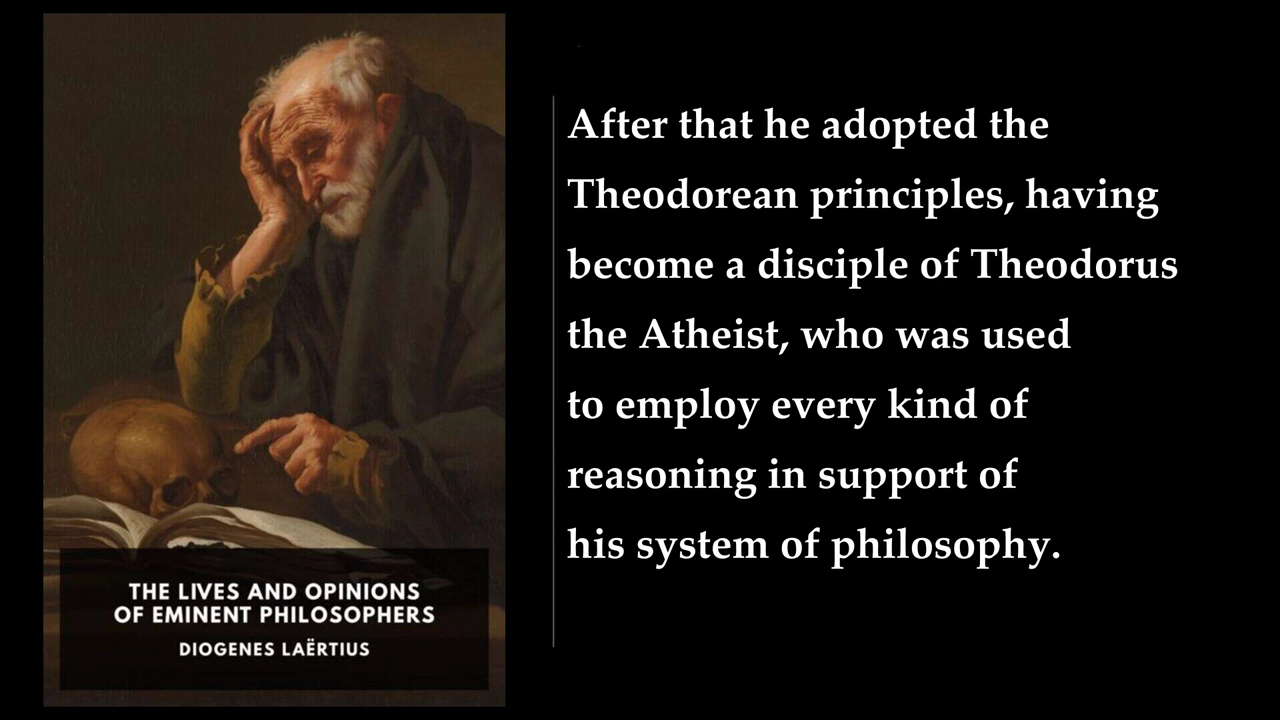 After that he adopted the
Theodorean principles, having
become a disciple of Theodorus
the Atheist, who was used
to employ every kind of
reasoning in support of
his system of philosophy.
THE LIVES AND OPINIONS
OF EMINENT PHILOSOPHERS
DIOGENES LAËRTIUS